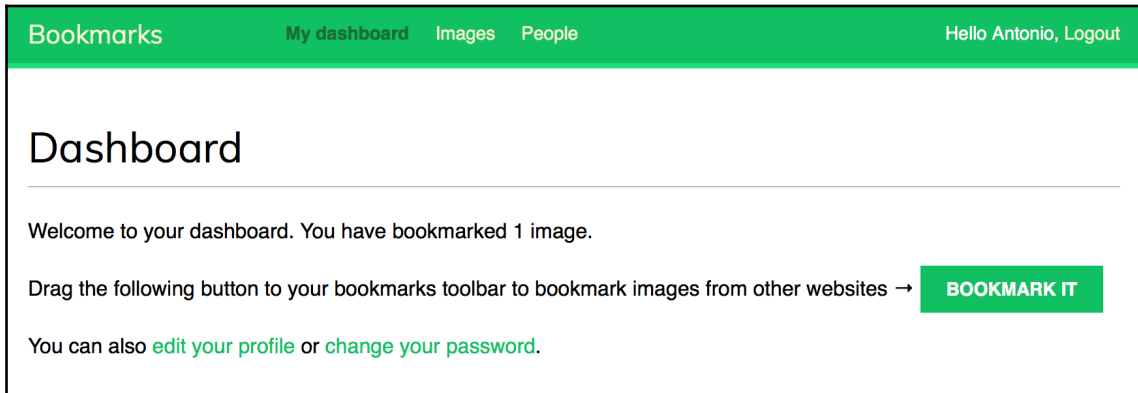 Bookmarks My dashboard Images People Hello Antonio, Logout
Dashboard
Welcome to your dashboard. You have bookmarked 1 image.
Drag the following button to your bookmarks toolbar to bookmark images from other websites → BOOKMARK IT
You can also edit your profile or change your password.